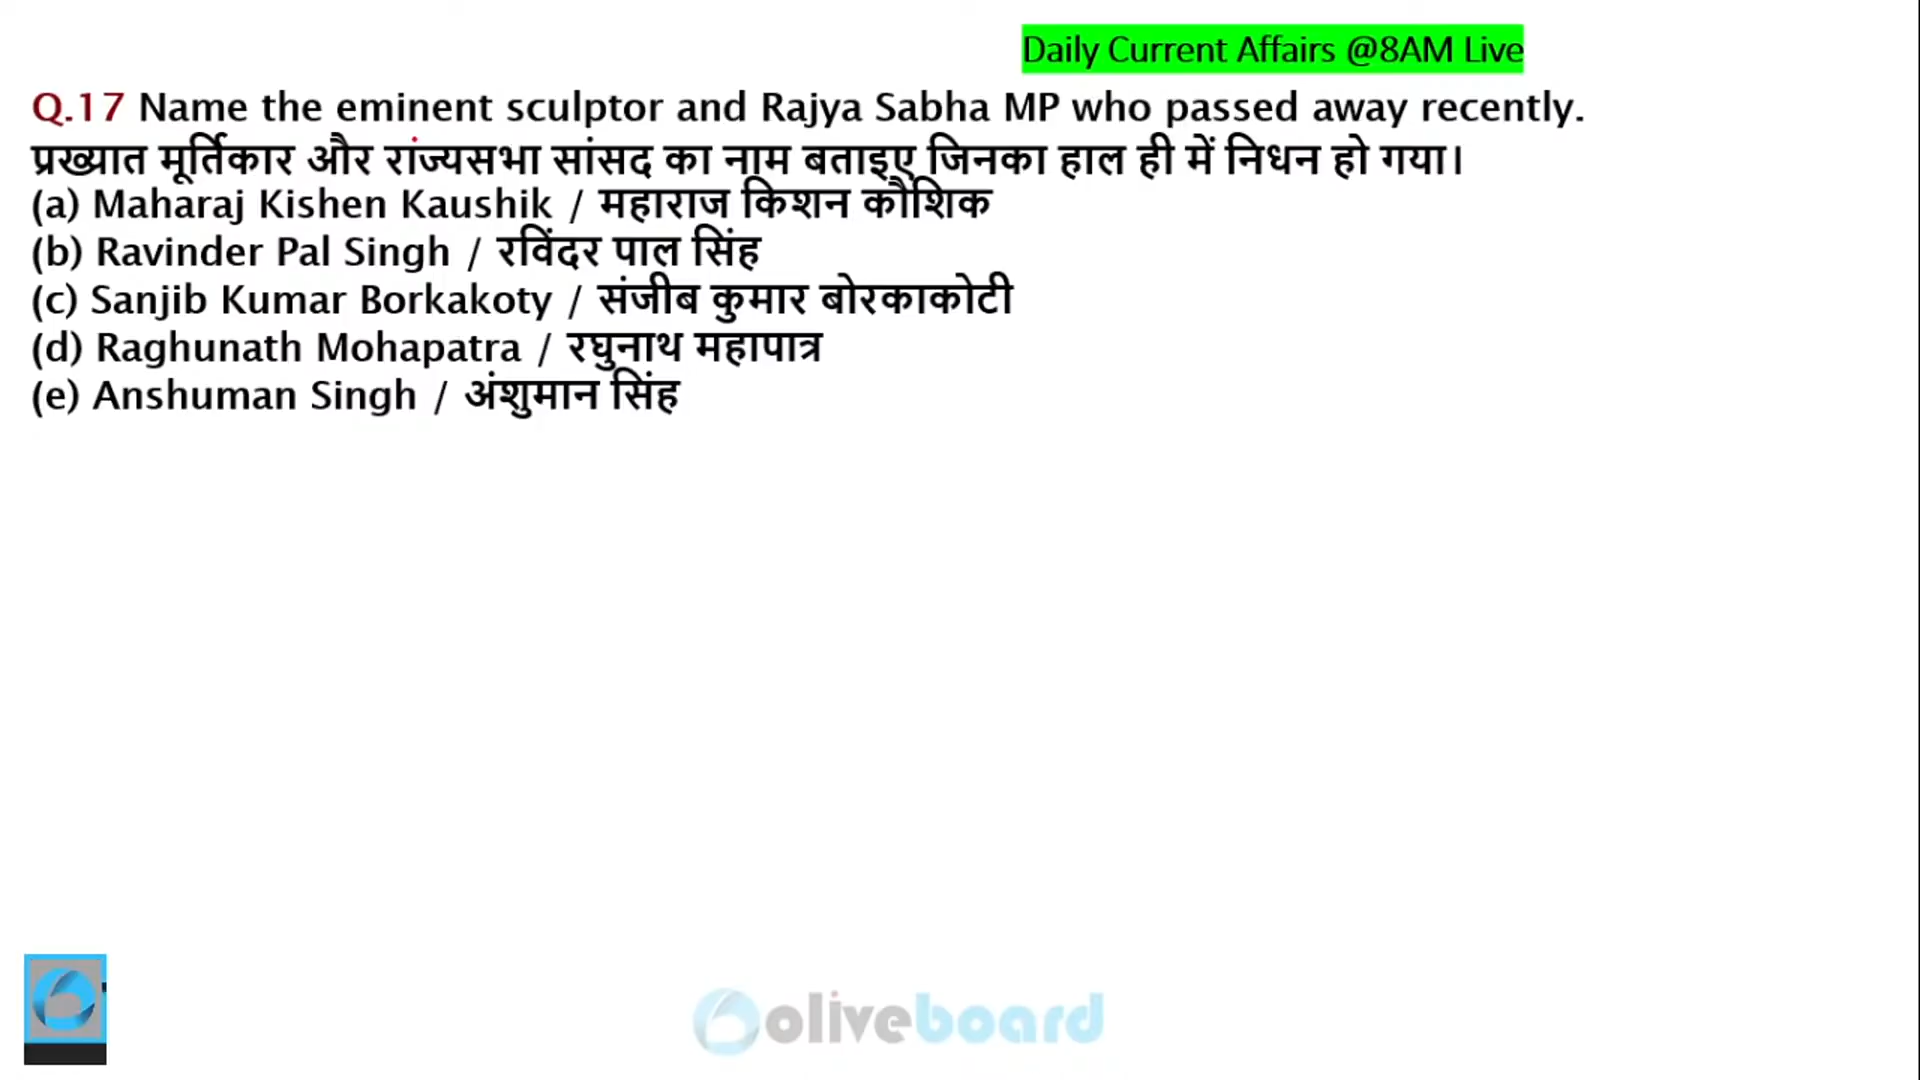 Daily Current Affairs @8AM Live
Q.17 Name the eminent sculptor and Rajya Sabha MP who passed away recently.
प्रख्यात मूर्तिकार और राज्यसभा सांसद का नाम बताइए जिनका हाल ही में निधन हो गया।
(a) Maharaj Kishen Kaushik / महाराज किशन कौशिक
(b) Ravinder Pal Singh / रविंदर पाल सिंह
(c) Sanjib Kumar Borkakoty / संजीब कुमार बोरकाकोटी
(d) Raghunath Mohapatra / रघुनाथ महापात्र
(e) Anshuman Singh / अंशुमान सिंह
oliveboard